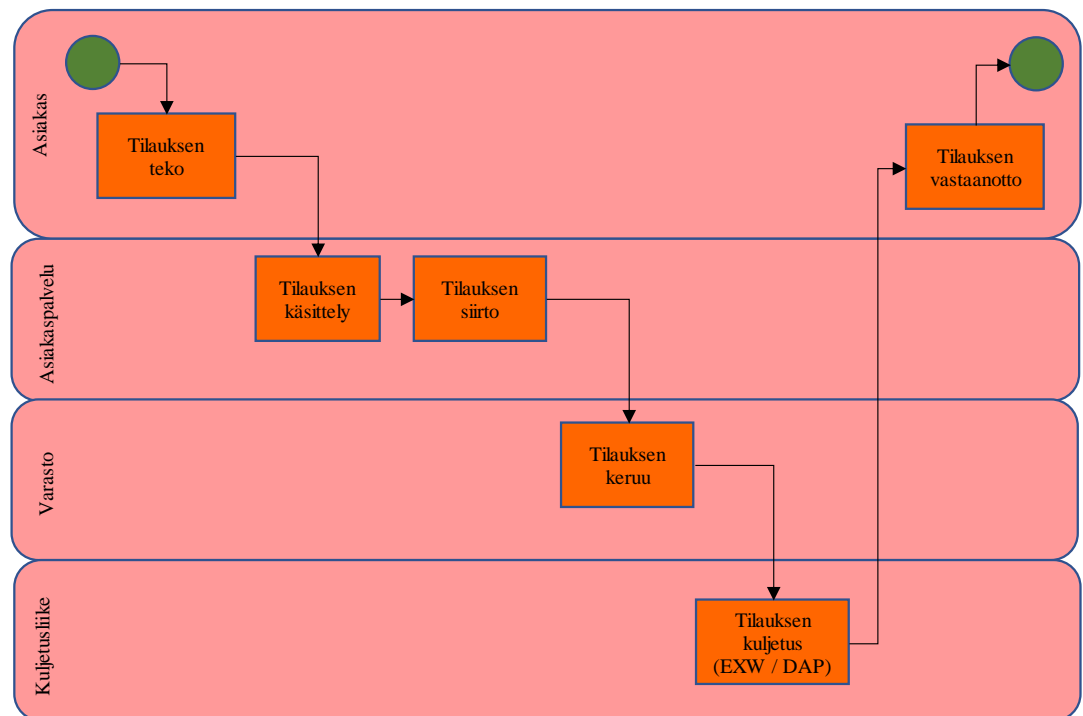 Asiakas
Tilauksen
teko
Tilauksen
vastaanotto
Asiakaspalvelu
Tilauksen
käsittely
Tilauksen
siirto
Varasto
Tilauksen
keruu
Kuljetusliike
Tilauksen
kuljetus
(EXW / DAP)